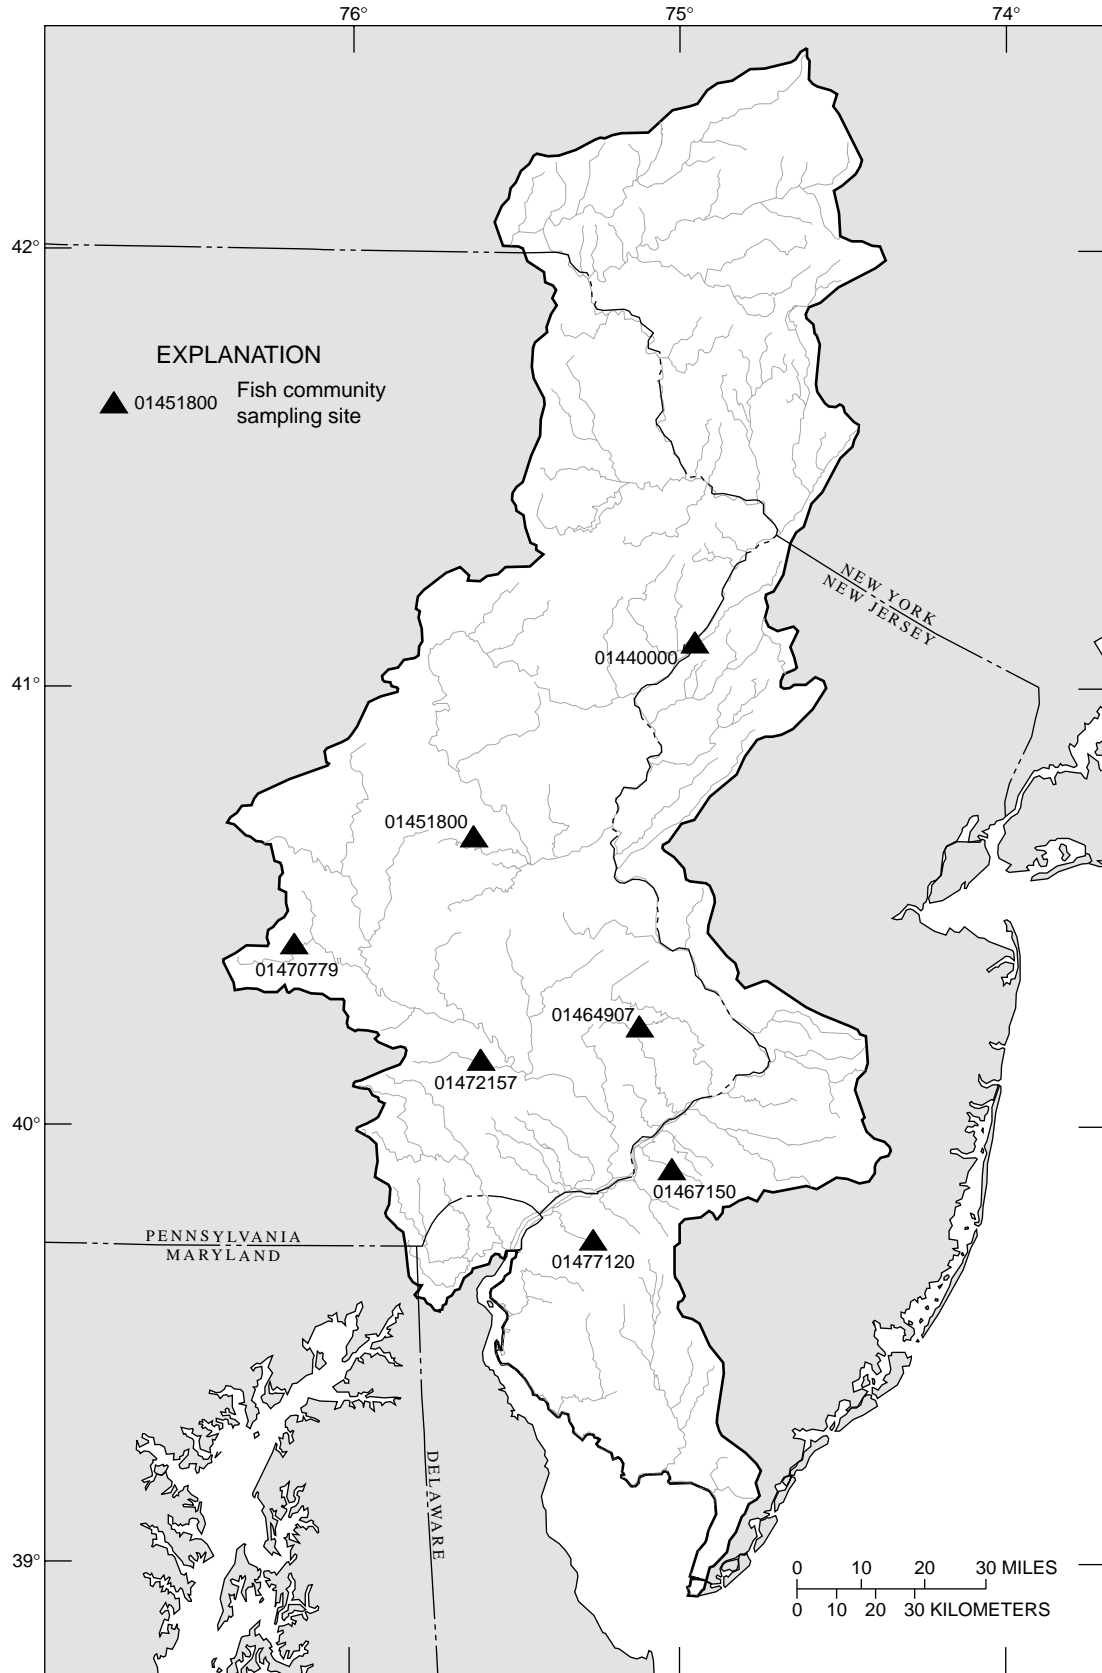 76° 75° 74°
42°
EXPLANATION
01451800 Fish community
sampling site
NEW YORK
NEW JERSEY
01440000
41°
01451800
01470779
01464907
01472157
40°
01467150
PENNSYLVANIA
MARYLAND
01477120
DELAWARE
39°
0 10 20 30 MILES
0 10 20 30 KILOMETERS